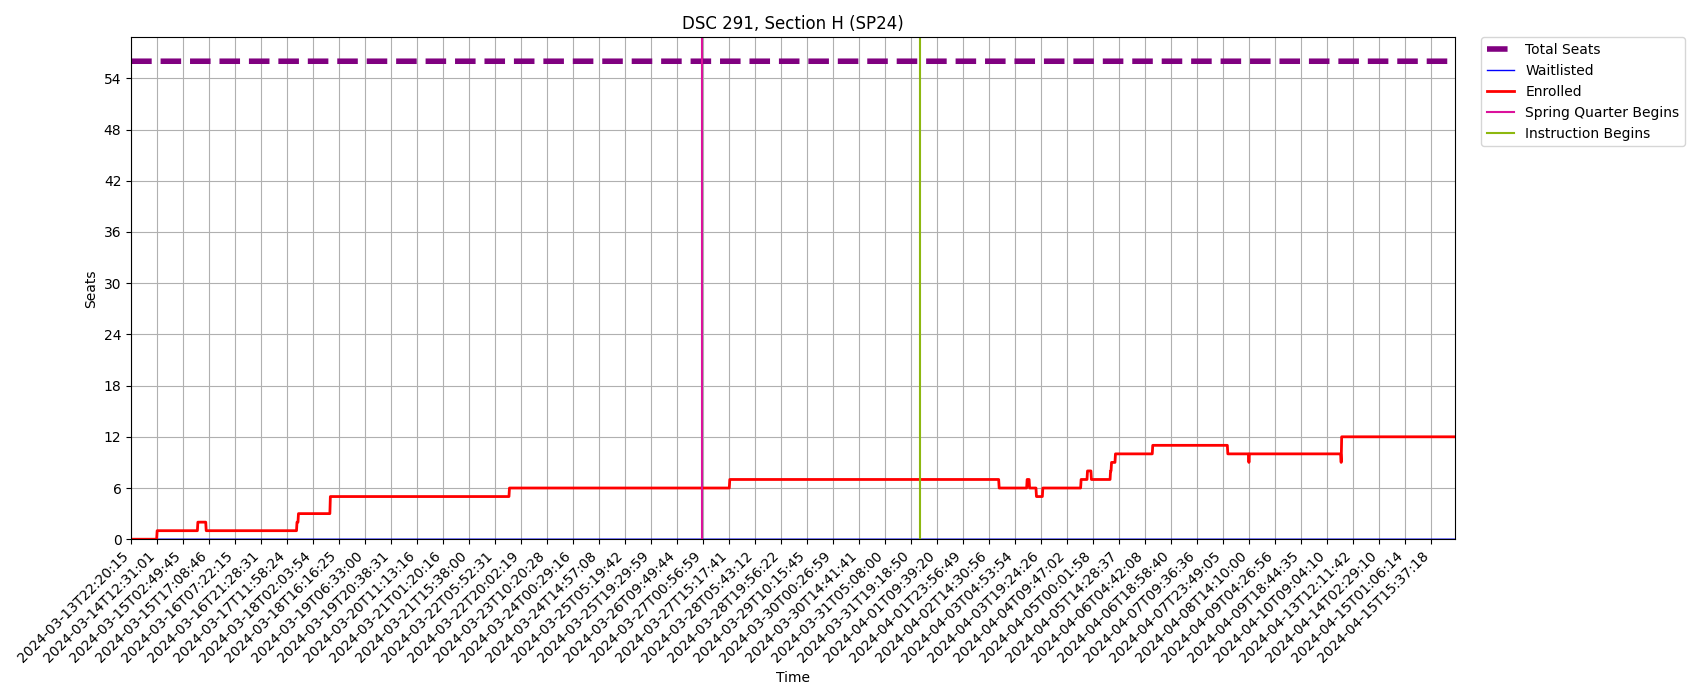 DSC 291, Section H (SP24)
Total Seats
Waitlisted
Enrolled
Spring Quarter Begins
Instruction Begins
Seats
54
48
42
36
30
24
18
12
6
0
2024-03-13T22:20:15
2024-03-14T12:31:01
2024-03-15T02:49:45
2024-03-15T17:08:46
2024-03-16T07:22:15
2024-03-16T21:28:31
2024-03-17T11:58:24
2024-03-18T02:03:54
2024-03-18T16:16:25
2024-03-19T06:33:00
2024-03-19T20:38:31
2024-03-20T11:13:16
2024-03-21T01:20:16
2024-03-21T15:38:00
2024-03-22T05:52:31
2024-03-22T20:02:19
2024-03-23T10:20:28
2024-03-24T00:29:16
2024-03-24T14:57:08
2024-03-25T05:19:42
2024-03-25T19:29:59
2024-03-26T09:49:44
2024-03-27T00:56:59
2024-03-27T15:17:41
2024-03-28T05:43:12
2024-03-28T19:56:22
2024-03-29T10:15:45
2024-03-30T00:26:59
2024-03-30T14:41:41
2024-03-31T05:08:00
2024-03-31T19:18:50
2024-04-01T09:39:20
2024-04-01T23:56:49
2024-04-02T14:30:56
2024-04-03T04:53:54
2024-04-03T19:24:26
2024-04-04T09:47:02
2024-04-05T00:01:58
2024-04-05T14:28:37
2024-04-06T04:42:08
2024-04-06T18:58:40
2024-04-07T09:36:36
2024-04-07T23:49:05
2024-04-08T14:10:00
2024-04-09T04:26:56
2024-04-09T18:44:35
2024-04-10T09:04:10
2024-04-13T12:11:42
2024-04-14T02:29:10
2024-04-15T01:06:14
2024-04-15T15:37:18
Time